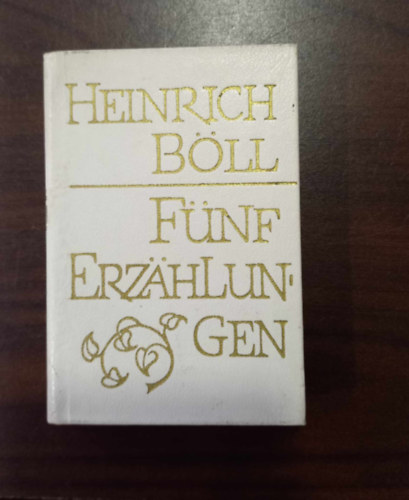 HEINRICH
BÖLL
FÜNF
ERZÄHLUN-
GEN